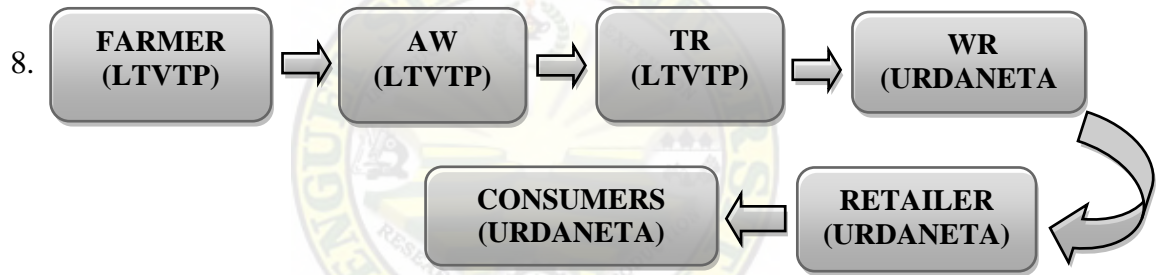 8.
FARMER
(LTVTP)
AW
(LTVTP)
TR
(LTVTP)
WR
(URDANETA
RETAILER
(URDANETA)
CONSUMERS
(URDANETA)